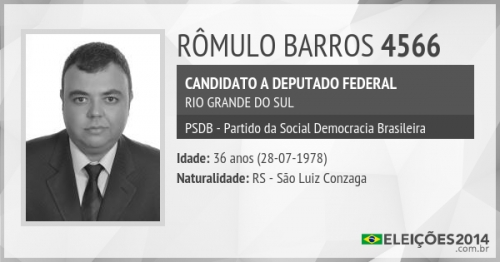 RÔMULO BARROS 4566
CANDIDATO A DEPUTADO FEDERAL
RIO GRANDE DO SUL
PSDB - Partido da Social Democracia Brasileira
Idade: 36 anos (28-07-1978)
Naturalidade: RS - São Luiz Conzaga
ELEIÇÕES2014
.com.br